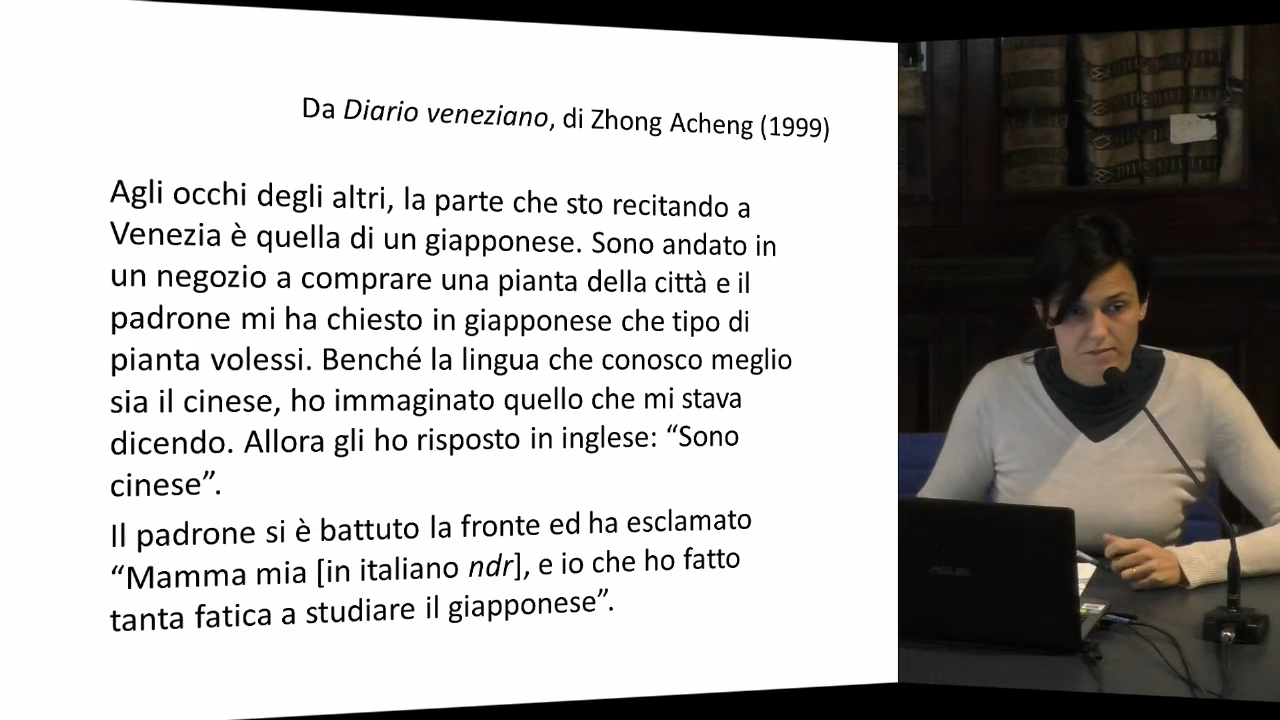 Da Diario veneziano, di Zhong Acheng (1999)
Agli occhi degli altri, la parte che sto recitando a
Venezia è quella di un giapponese. Sono andato in
un negozio a comprare una pianta della città e il
padrone mi ha chiesto in giapponese che tipo di
pianta volessi. Benché la lingua che conosco meglio
sia il cinese, ho immaginato quello che mi stava
dicendo. Allora gli ho risposto in inglese: “Sono
cinese”.
Il padrone si è battuto la fronte ed ha esclamato
“Mamma mia [in italiano ndr], e io che ho fatto
tanta fatica a studiare il giapponese”.
ASUS